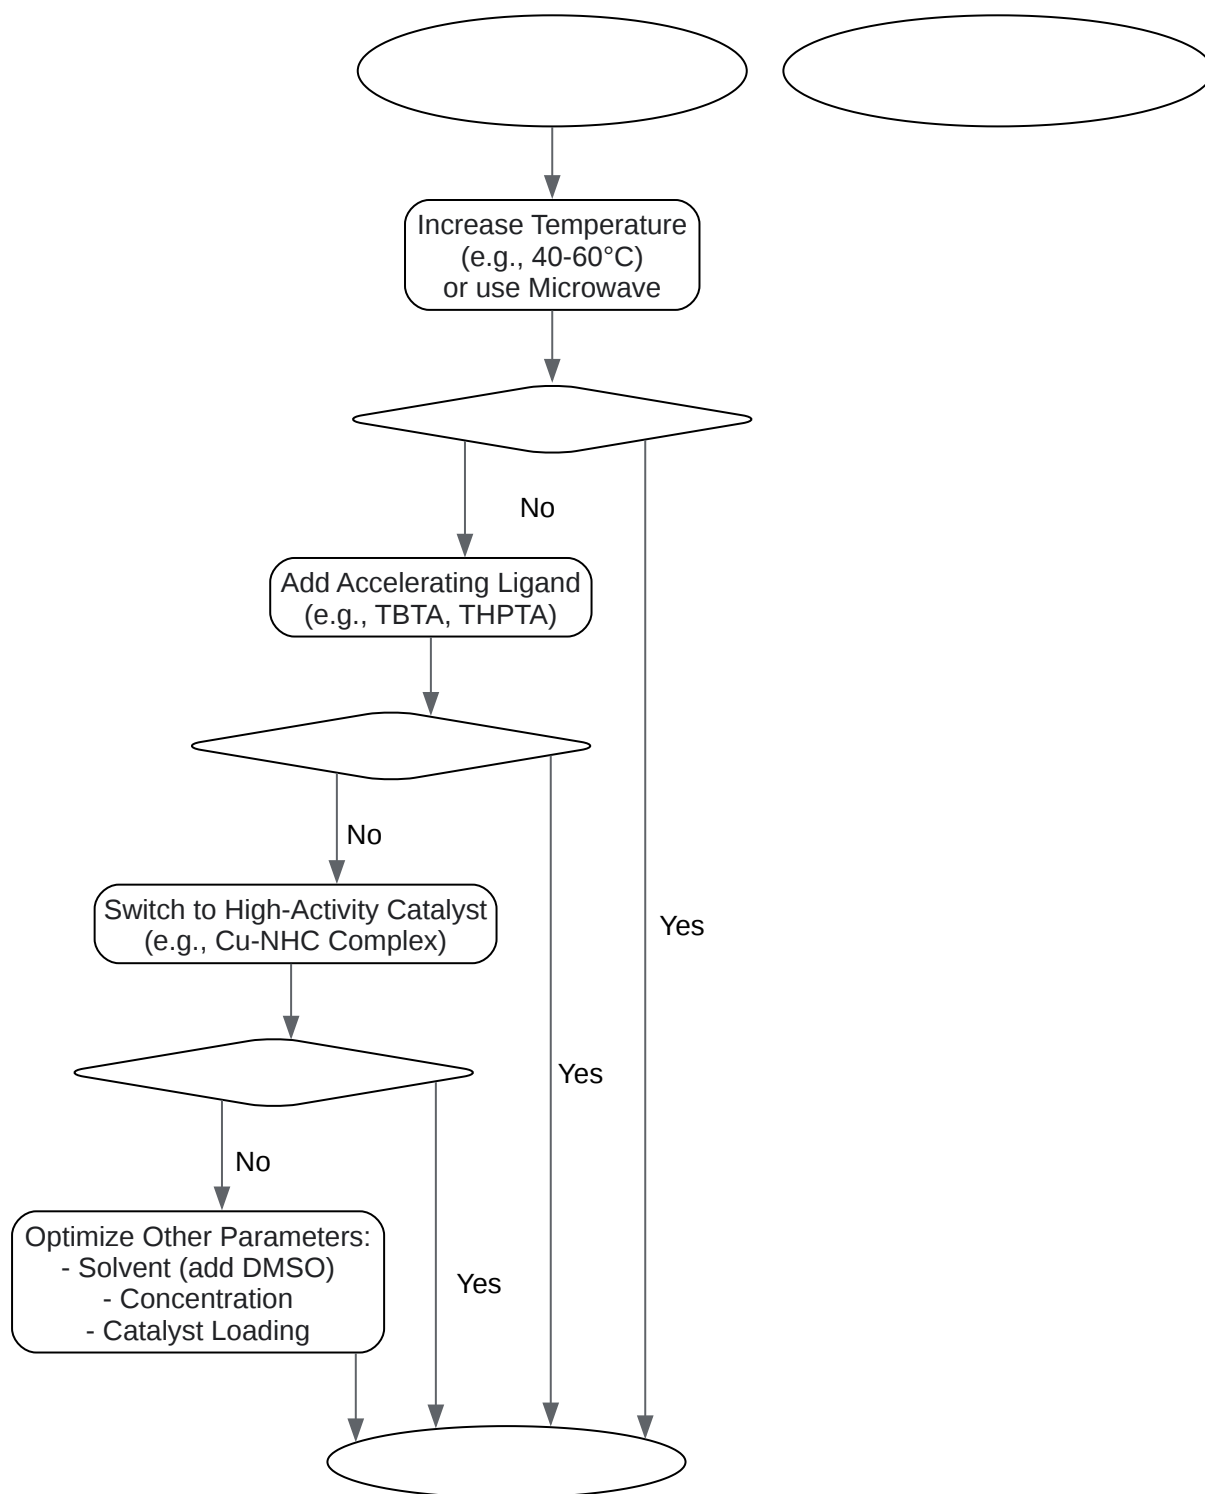 Increase Temperature
(e.g., 40-60°C)
or use Microwave
No
Add Accelerating Ligand
(e.g., TBTA, THPTA)
No
Switch to High-Activity Catalyst
(e.g., Cu-NHC Complex)
Yes
Yes
No
Optimize Other Parameters:
- Solvent (add DMSO)
- Concentration
- Catalyst Loading
Yes